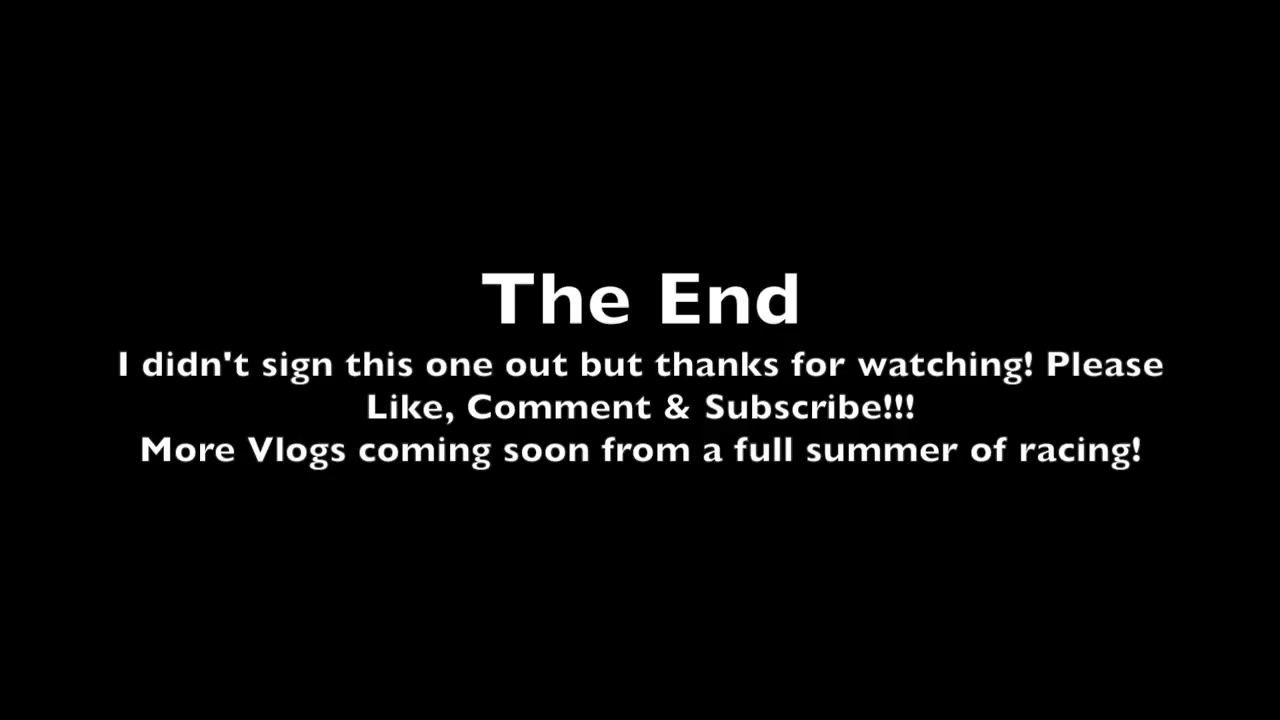 The End
I didn't sign this one out but thanks for watching! Please
Like, Comment & Subscribe!!!
More Vlogs coming soon from a full summer of racing!